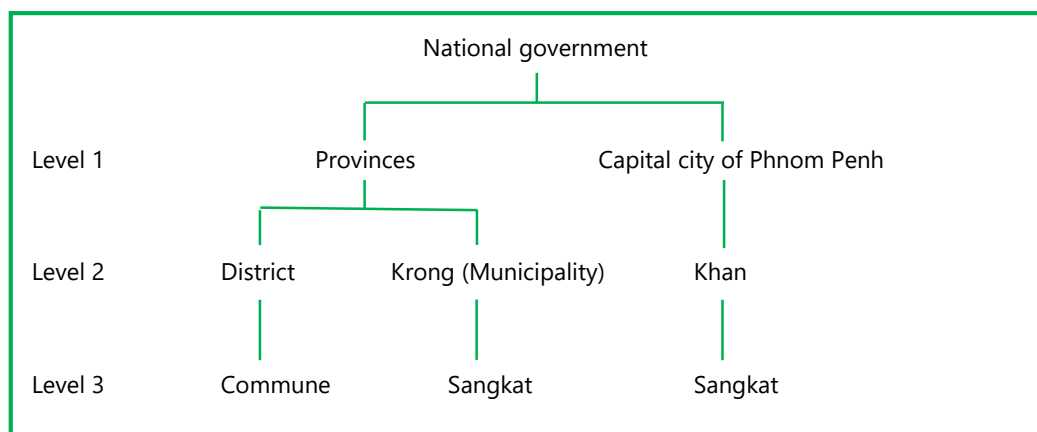 National government
Level 1 Provinces Capital city of Phnom Penh
Level 2 District Krong (Municipality) Khan
Level 3 Commune Sangkat Sangkat